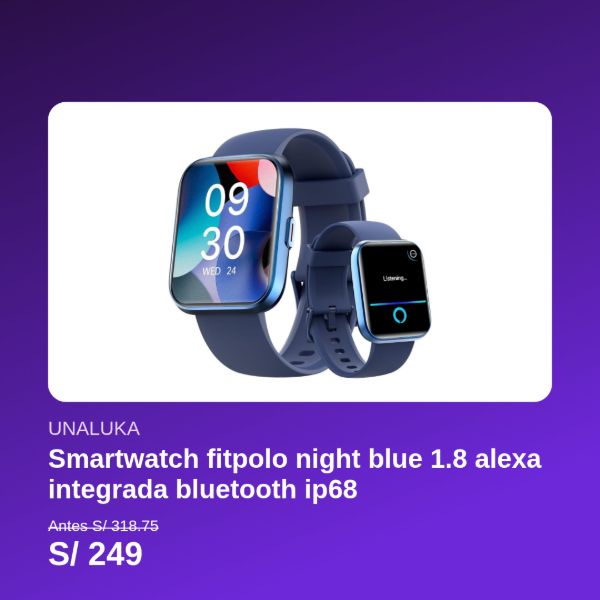 09
30
WED 24
Listening...
UNALUKA
Smartwatch fitpolo night blue 1.8 alexa
integrada bluetooth ip68
Antes S/ 318.75
S/ 249